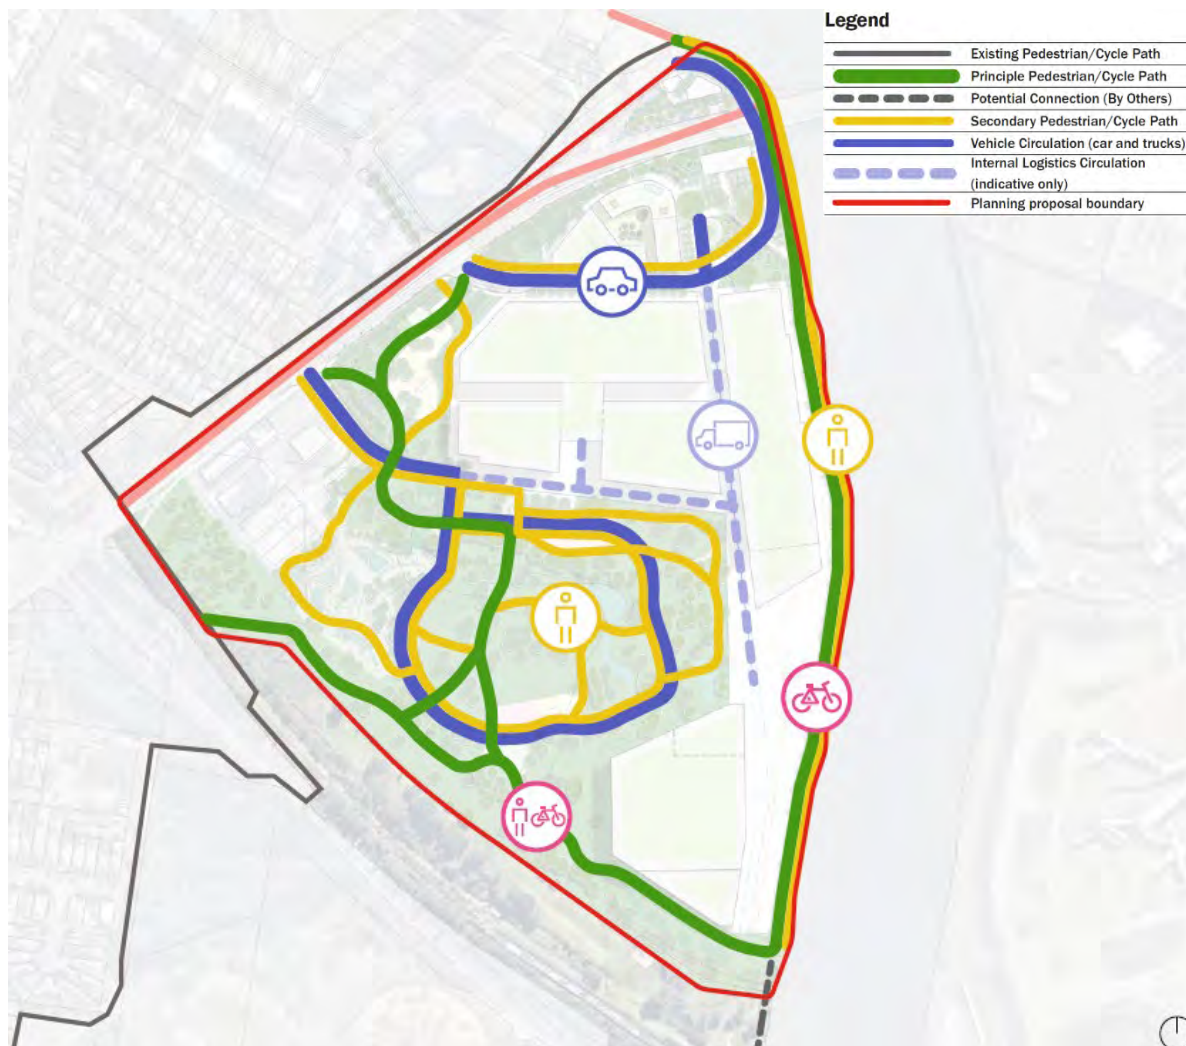 Legend
Existing Pedestrian/Cycle Path
Principle Pedestrian/Cycle Path
Potential Connection (By Others)
Secondary Pedestrian/Cycle Path
Vehicle Circulation (car and trucks)
Internal Logistics Circulation
(indicative only)
Planning proposal boundary